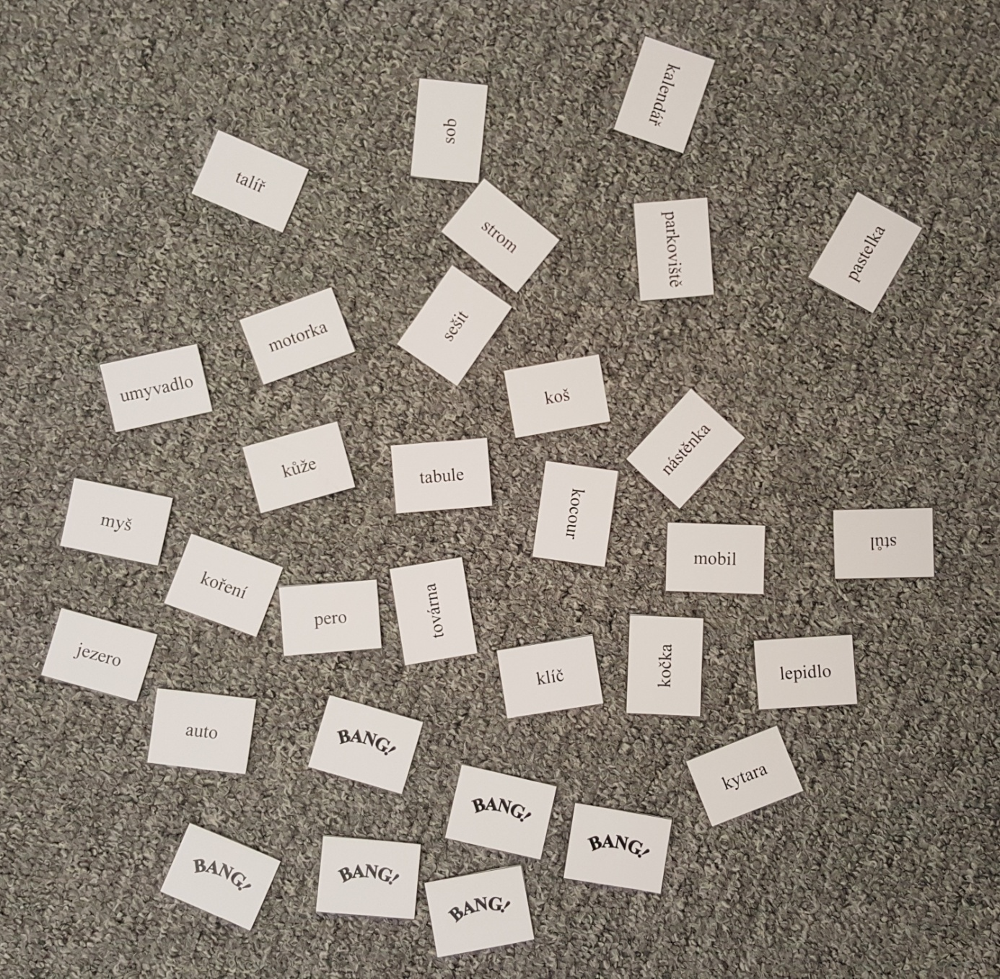 kalendář
sob
talíř
strom
parkoviště
pastelka
motorka
sešit
umyvadlo
koš
nástěnka
kůže
tabule
kocour
myš
mobil
stůl
koření
pero
továrna
jezero
klíč
kočka
lepidlo
auto
BANG!
kytara
BANG!
BANG!
BANG!
BANG!
BANG!